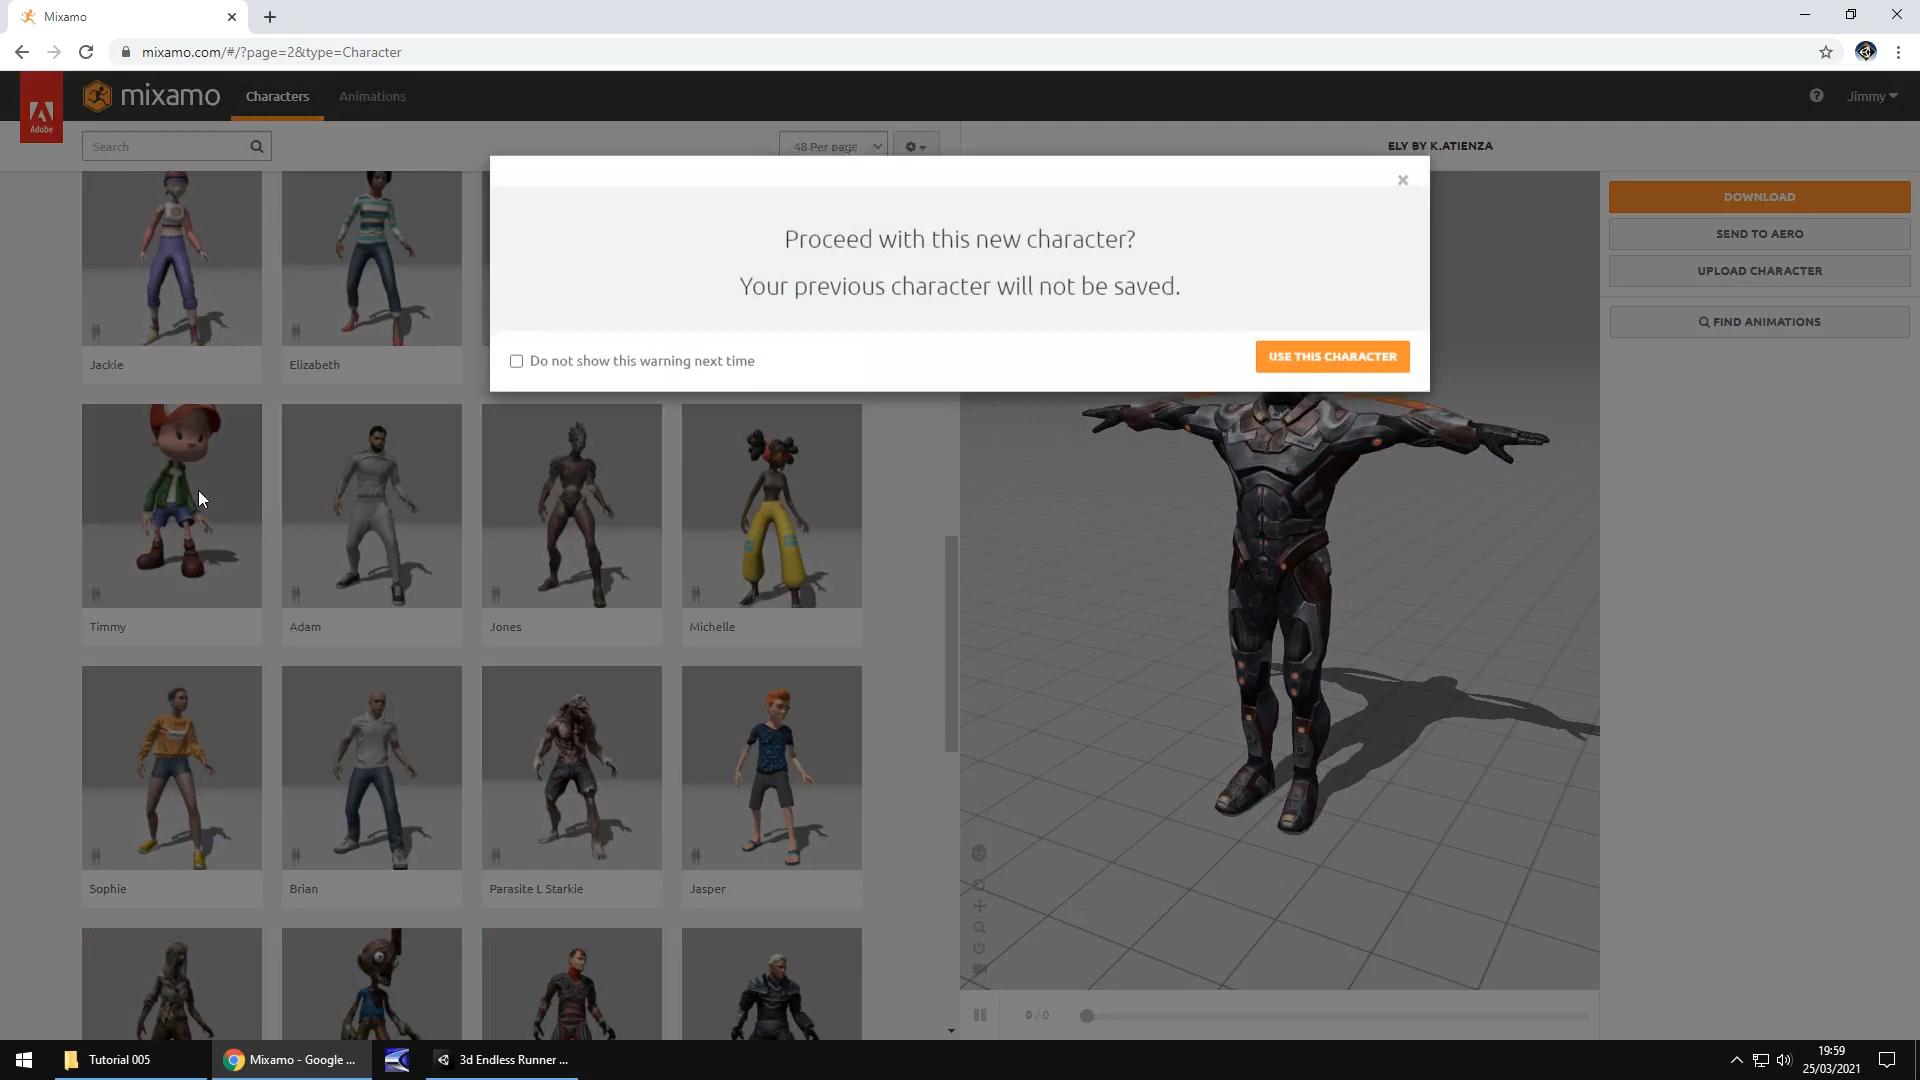 Mixamo
mixamo.com/#/?page=2&type=Character
Adobe
mixamo
Characters
Animations
Jimmy
Search
48 Per page
ELY BY K.ATIENZA
Proceed with this new character?
Your previous character will not be saved.
Do not show this warning next time
USE THIS CHARACTER
DOWNLOAD
SEND TO AERO
UPLOAD CHARACTER
FIND ANIMATIONS
Jackie
Elizabeth
Timmy
Adam
Jones
Michelle
Sophie
Brian
Parasite L Starkie
Jasper
0 / 0
Tutorial 005
Mixamo - Google ...
3d Endless Runner ...
19:59
25/03/2021